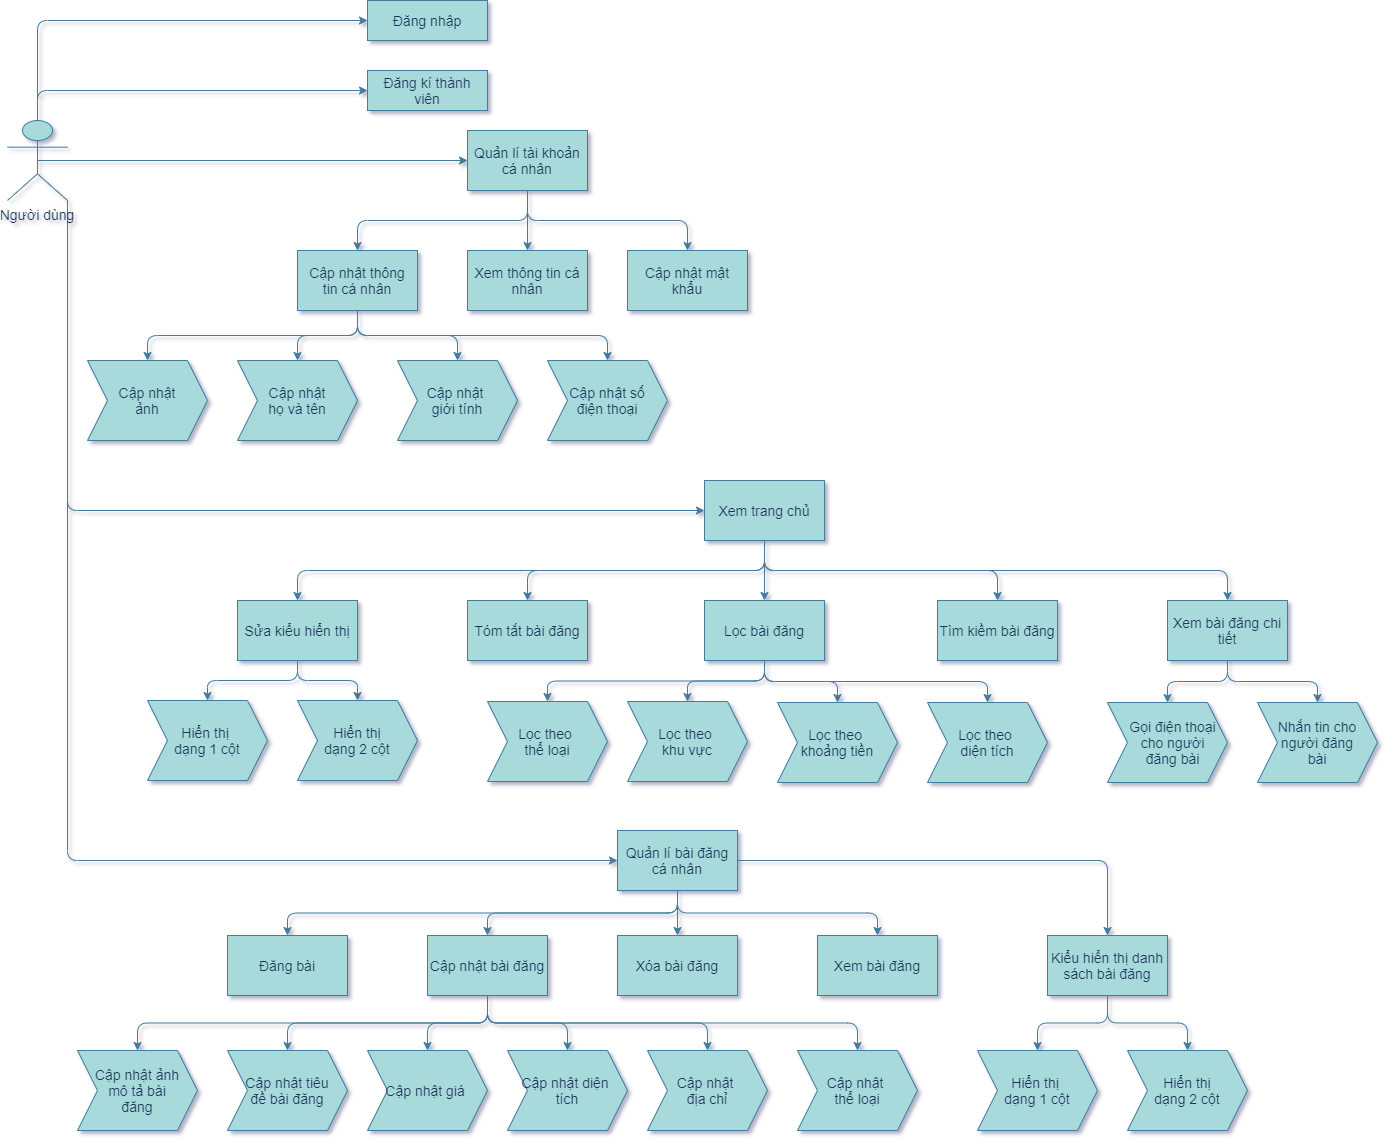 Đăng nhập
Đăng kí thành
viên
Người dùng
Quản lí tài khoản
cá nhân
Cập nhật thông
tin cá nhân
Xem thông tin cá
nhân
Cập nhật mật
khẩu
Cập nhật
ảnh
Cập nhật
họ và tên
Cập nhật
giới tính
Cập nhật số
điện thoại
Xem trang chủ
Sửa kiểu hiển thị
Tóm tắt bài đăng
Lọc bài đăng
Tìm kiềm bài đăng
Xem bài đăng chi
tiết
Hiển thị
dạng 1 cột
Hiển thị
dạng 2 cột
Lọc theo
thể loại
Lọc theo
khu vực
Lọc theo
khoảng tiền
Lọc theo
diện tích
Gọi điện thoại
cho người
đăng bài
Nhắn tin cho
người đăng
bài
Quản lí bài đăng
cá nhân
Đăng bài
Cập nhật bài đăng
Xóa bài đăng
Xem bài đăng
Kiểu hiển thị danh
sách bài đăng
Cập nhật ảnh
mô tả bài
đăng
Cập nhật tiêu
đề bài đăng
Cập nhật giá
Cập nhật diện
tích
Cập nhật
địa chỉ
Cập nhật
thể loại
Hiển thị
dạng 1 cột
Hiển thị
dạng 2 cột